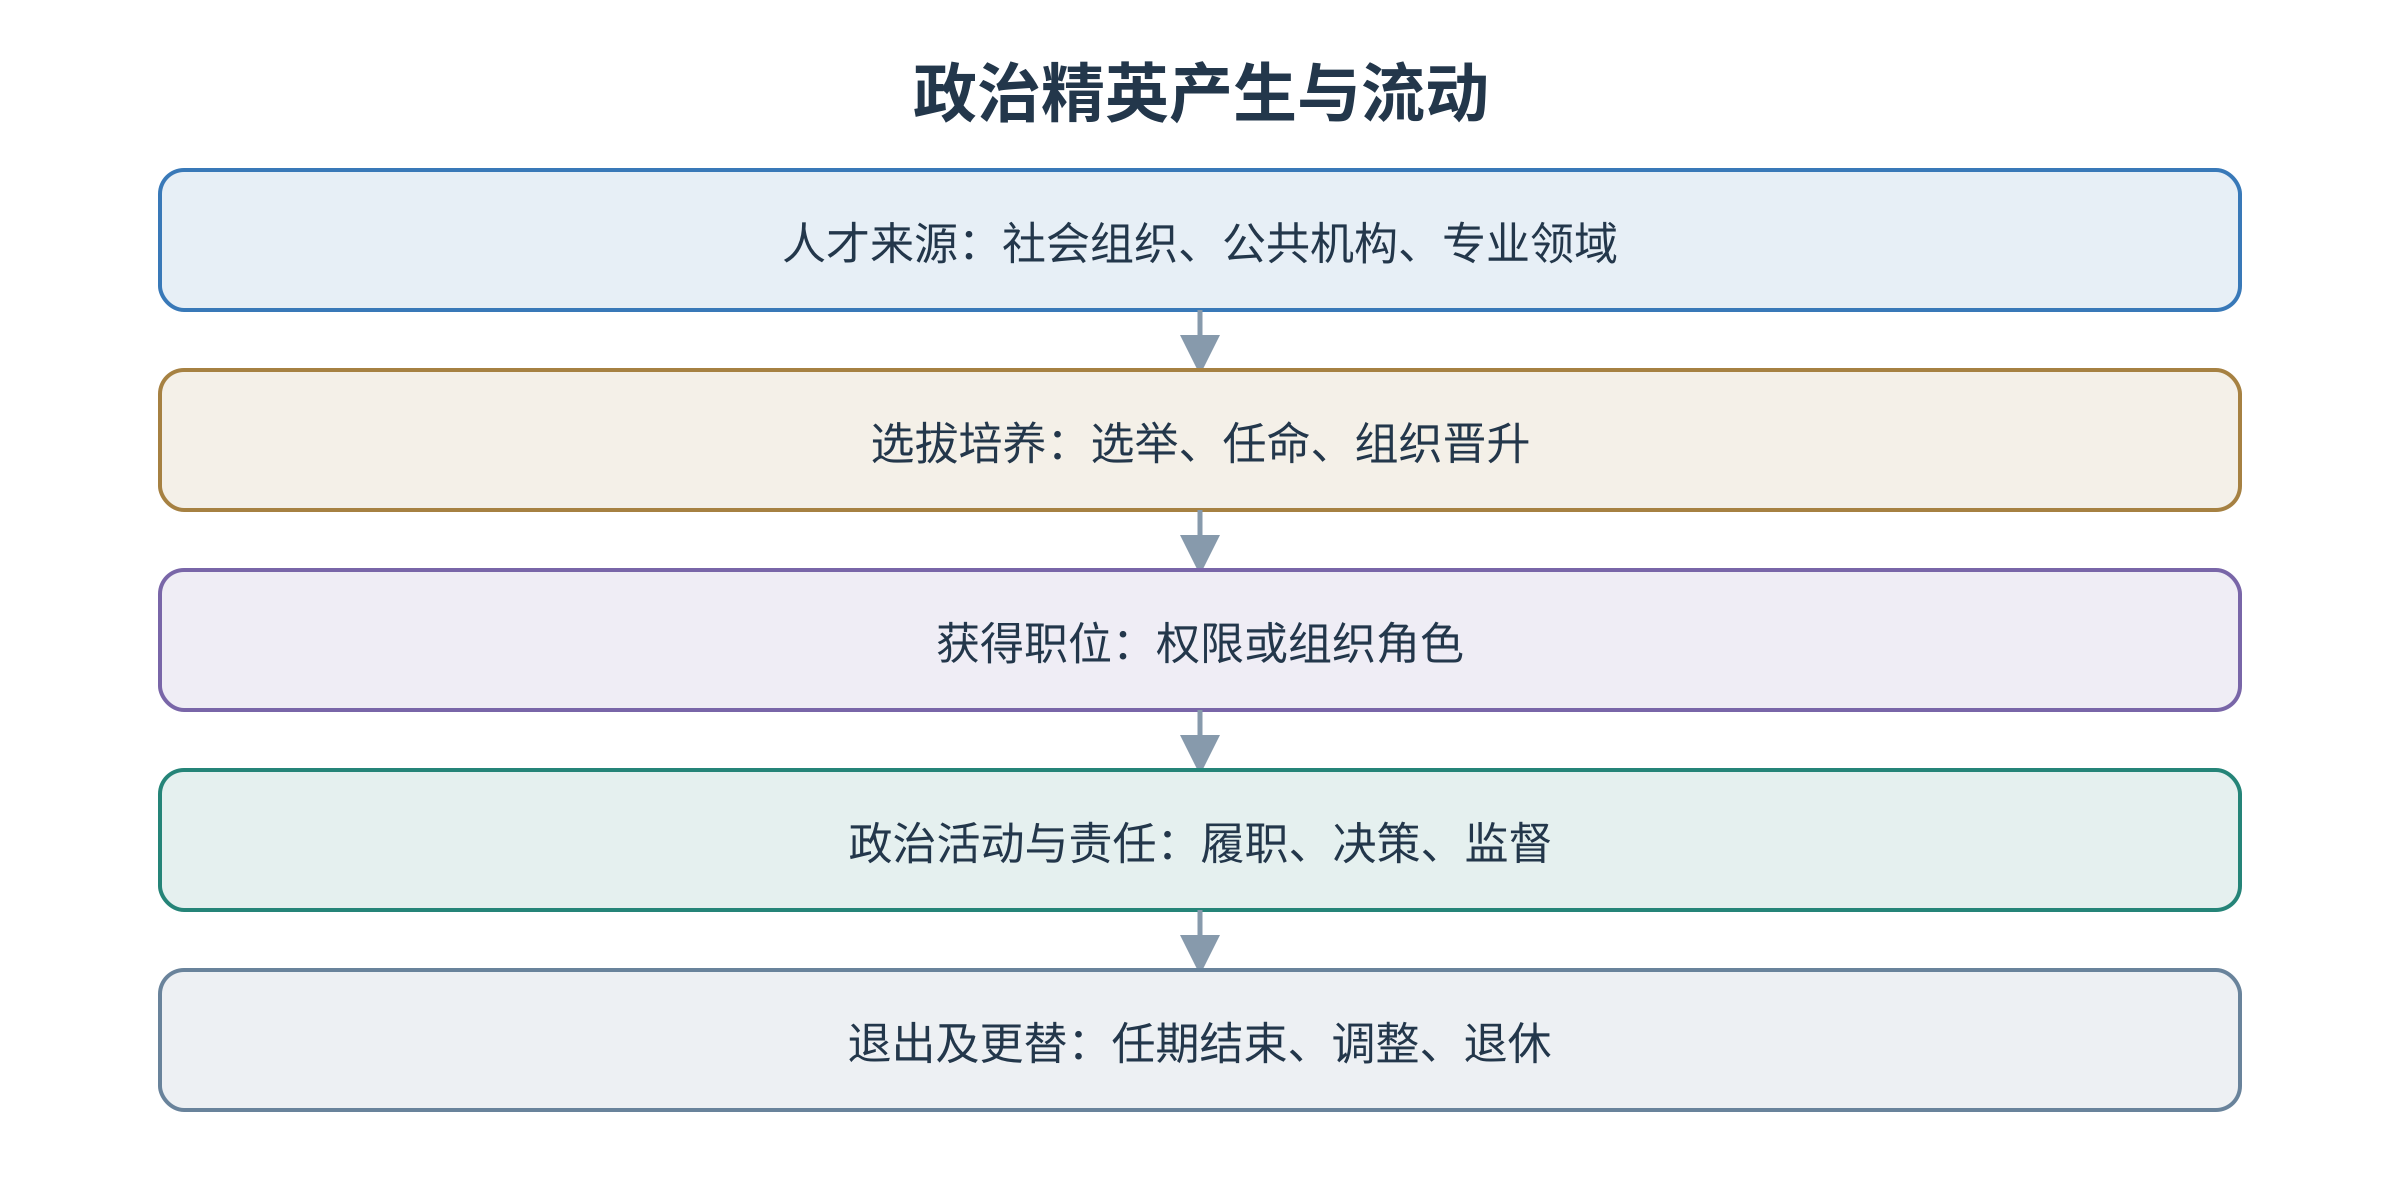 政治精英产生与流动
人才来源：社会组织、公共机构、专业领域
选拔培养：选举、任命、组织晋升
获得职位：权限或组织角色
政治活动与责任：履职、决策、监督
退出及更替：任期结束、调整、退休